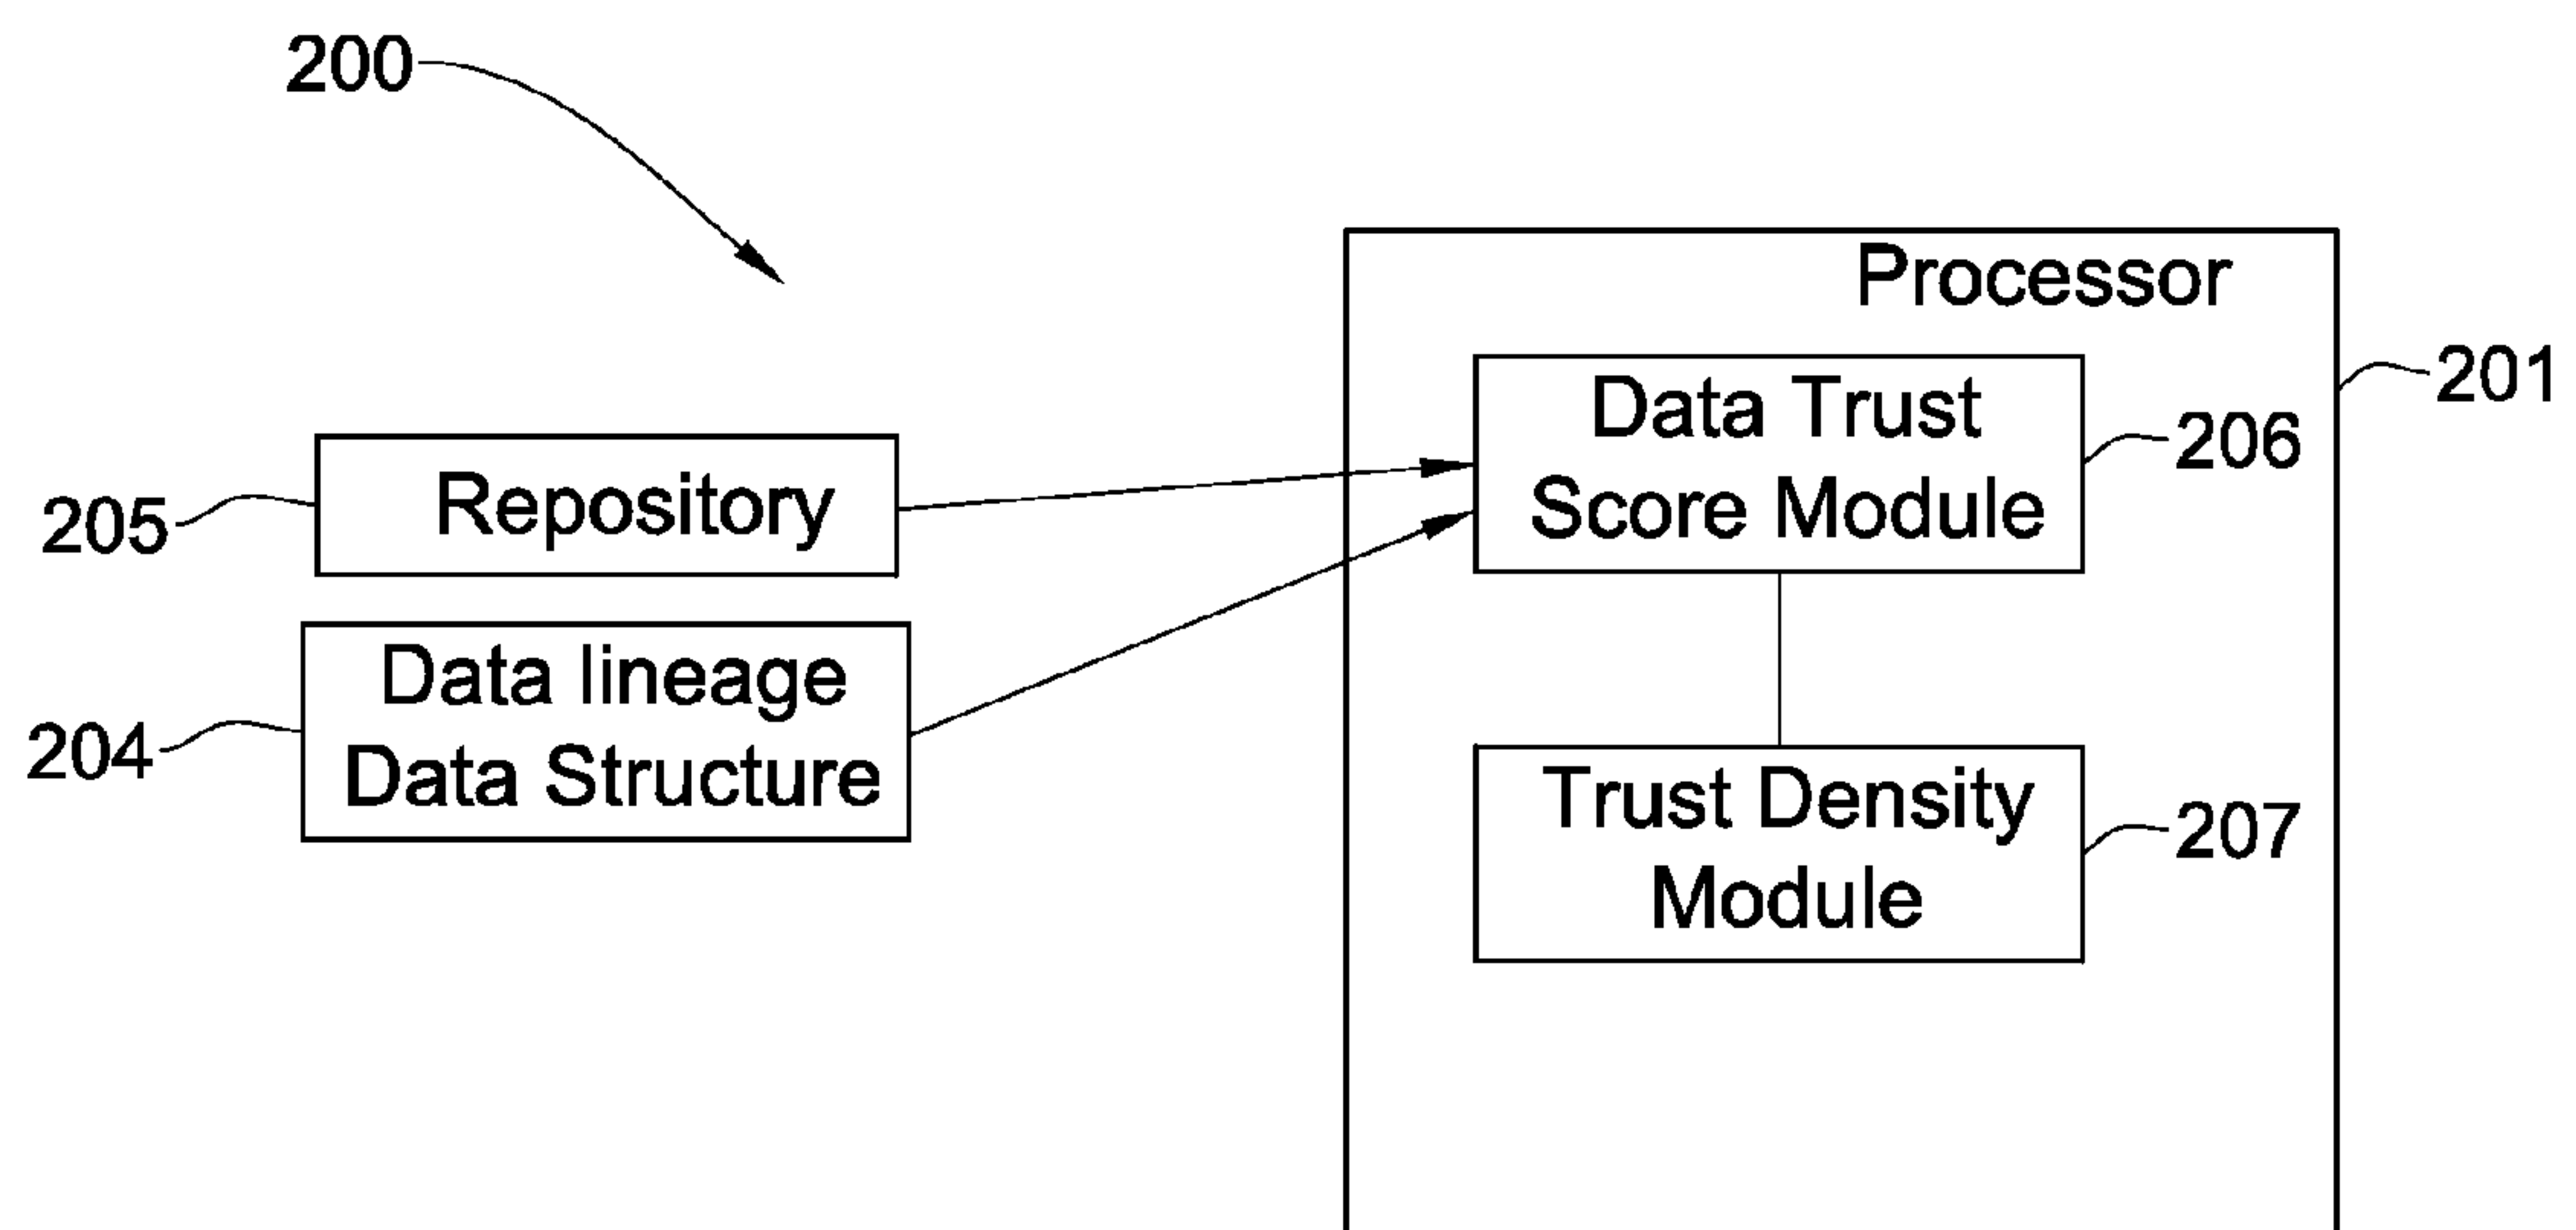 200
Processor
201
Data Trust
Score Module
206
Repository
205
Data lineage
Data Structure
204
Trust Density
Module
207